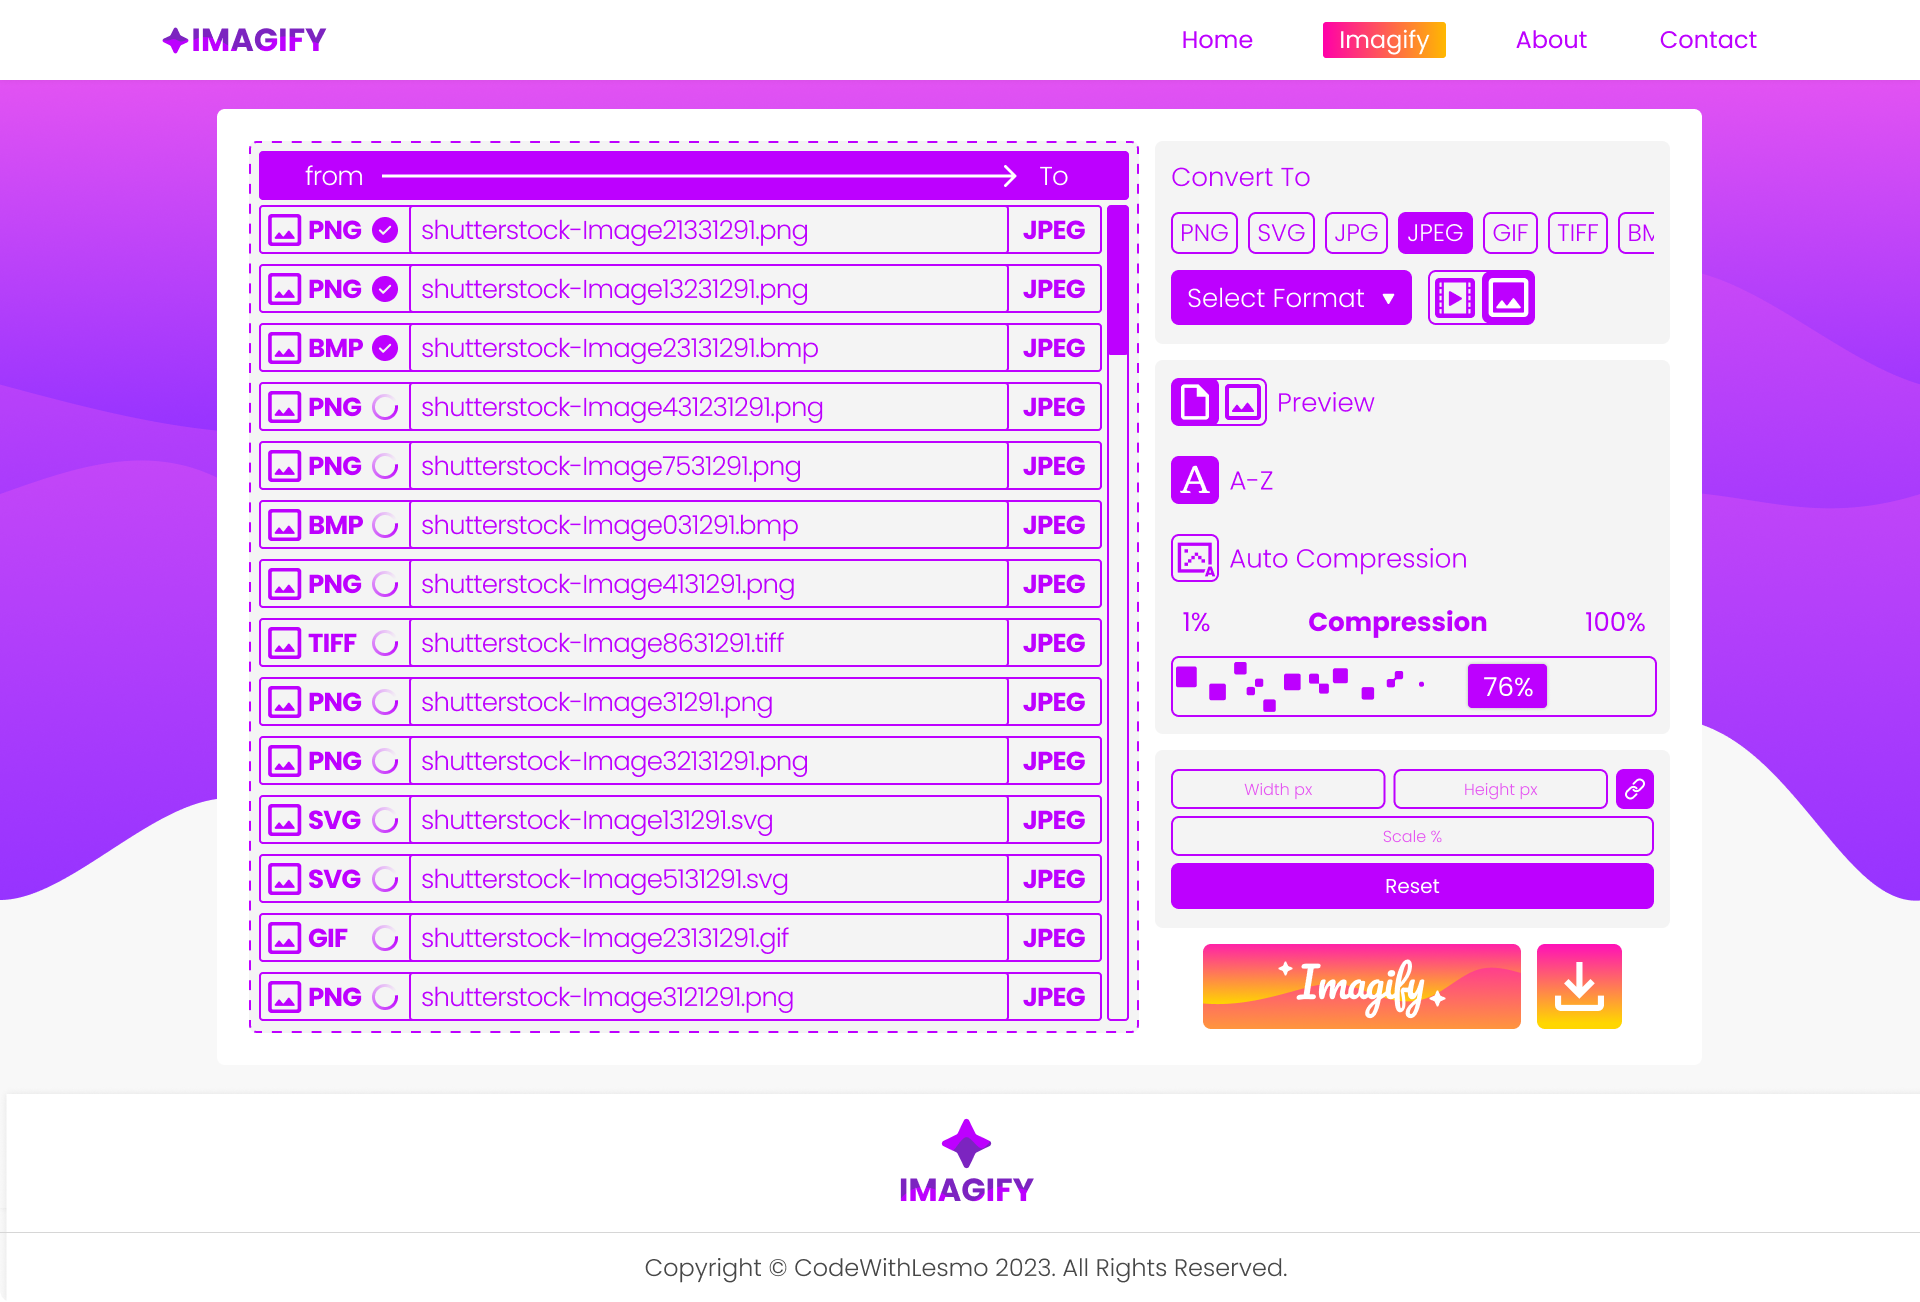 IMAGIFY
Home Imagify About Contact
from To
PNG shutterstock-Image21331291.png JPEG
PNG shutterstock-Image13231291.png JPEG
BMP shutterstock-Image23131291.bmp JPEG
PNG shutterstock-Image431231291.png JPEG
PNG shutterstock-Image7531291.png JPEG
BMP shutterstock-Image031291.bmp JPEG
PNG shutterstock-Image4131291.png JPEG
TIFF shutterstock-Image8631291.tiff JPEG
PNG shutterstock-Image31291.png JPEG
PNG shutterstock-Image32131291.png JPEG
SVG shutterstock-Image131291.svg JPEG
SVG shutterstock-Image5131291.svg JPEG
GIF shutterstock-Image23131291.gif JPEG
PNG shutterstock-Image3121291.png JPEG
Convert To
PNG SVG JPG JPEG GIF TIFF BM
Select Format
Preview
A A-Z
A Auto Compression
1% Compression 100%
76%
Width px Height px
Scale %
Reset
Imagify
IMAGIFY
Copyright © CodeWithLesmo 2023. All Rights Reserved.